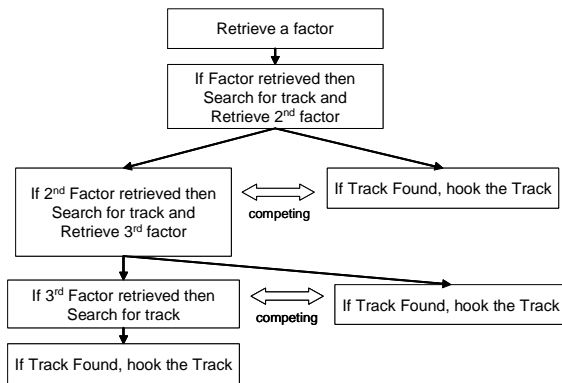 Retrieve a factor
If Factor retrieved then
Search for track and
Retrieve 2nd factor
If 2nd Factor retrieved then
Search for track and
Retrieve 3rd factor
competing
If Track Found, hook the Track
If 3rd Factor retrieved then
Search for track
competing
If Track Found, hook the Track
If Track Found, hook the Track